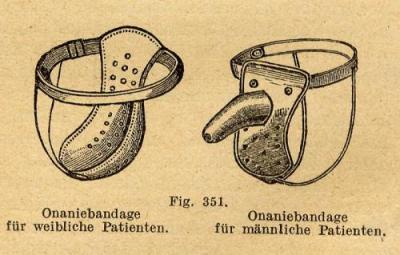 Fig. 351.
Onaniebandage
für weibliche Patienten.
Onaniebandage
für männliche Patienten.